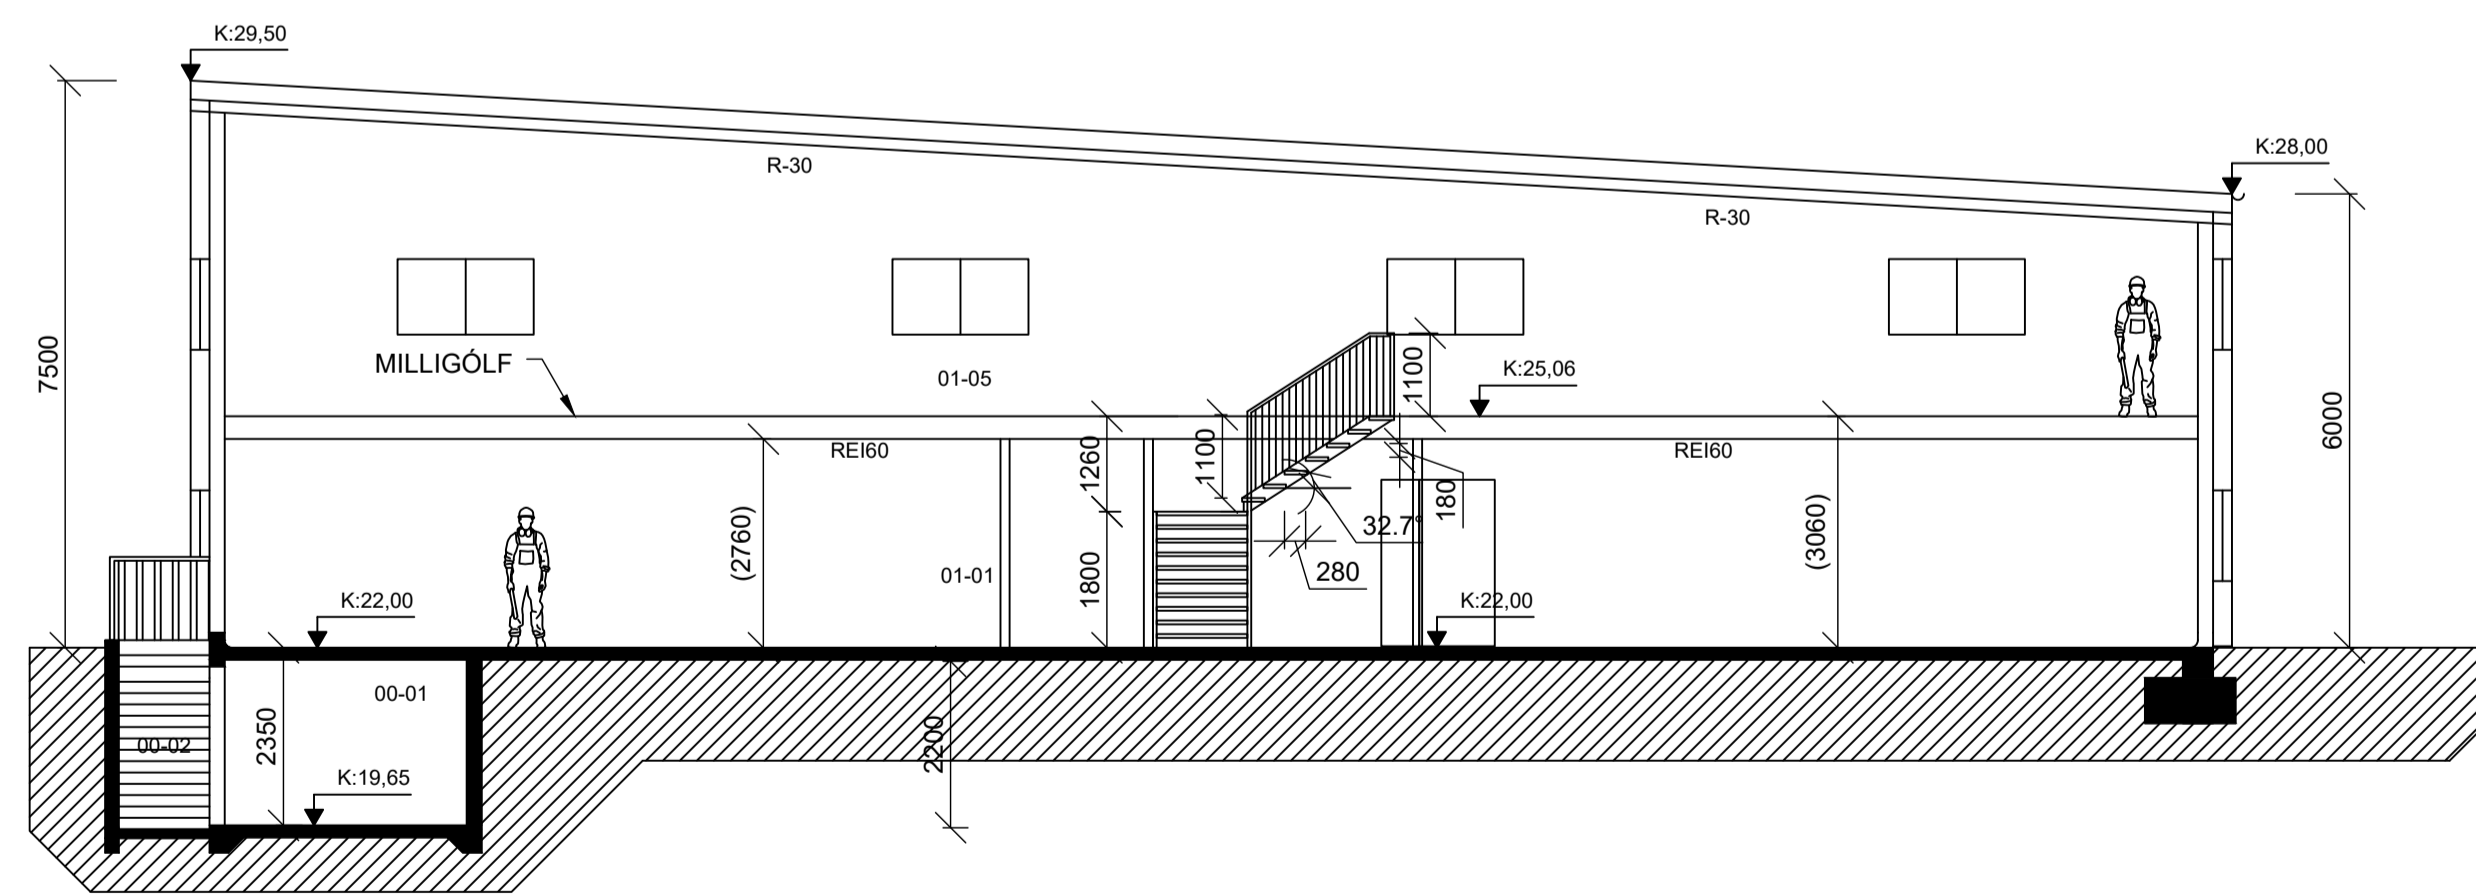 K:29,50
K:28,00
R-30
R-30
7500
MILLIGÓLF
01-05
1100
K:25,06
6000
REI60
1260
1100
REI60
(2760)
180
32.7°
(3060)
280
01-01
1800
K:22,00
K:22,00
00-01
2350
2200
00-02
K:19,65